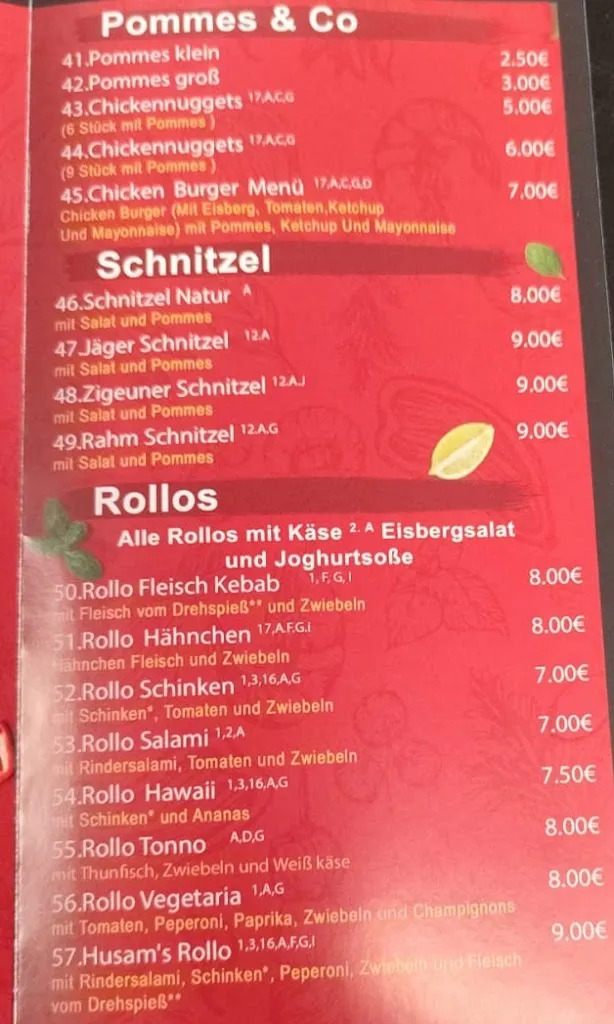 Pommes & Co
41.Pommes klein 2.50€
42.Pommes groß 3.00€
43.Chickennuggets 17,A,C,G 5.00€
(6 Stück mit Pommes )
44.Chickennuggets 17,A,C,G 6.00€
(9 Stück mit Pommes )
45.Chicken Burger Menü 17,A,C,G,D 7.00€
Chicken Burger (Mit Eisberg, Tomaten,Ketchup
Und Mayonnaise) mit Pommes, Ketchup Und Mayonnaise
Schnitzel
46.Schnitzel Natur A 8.00€
mit Salat und Pommes
47.Jäger Schnitzel 12.A 9.00€
mit Salat und Pommes
48.Zigeuner Schnitzel 12.A.J 9.00€
mit Salat und Pommes
49.Rahm Schnitzel 12.A,G 9.00€
mit Salat und Pommes
Rollos
Alle Rollos mit Käse 2. A Eisbergsalat
und Joghurtsoße
50.Rollo Fleisch Kebab 1, F, G, I 8.00€
mit Fleisch vom Drehspieß** und Zwiebeln
51.Rollo Hähnchen 17,A.F.G.i 8.00€
Hähnchen Fleisch und Zwiebeln
52.Rollo Schinken 1,3,16,A,G 7.00€
mit Schinken*, Tomaten und Zwiebeln
53.Rollo Salami 1,2,A 7.00€
mit Rindersalami, Tomaten und Zwiebeln
54.Rollo Hawaii 1,3,16,A,G 7.50€
mit Schinken* und Ananas
55.Rollo Tonno A,D,G 8.00€
mit Thunfisch, Zwiebeln und Weiß käse
56.Rollo Vegetaria 1,A,G 8.00€
mit Tomaten, Peperoni, Paprika, Zwiebeln und Champignons
57.Husam's Rollo 1,3,16,A,F,G,I 9.00€
mit Rindersalami, Schinken*, Peperoni, Zwiebeln und Fleisch
vom Drehspieß**